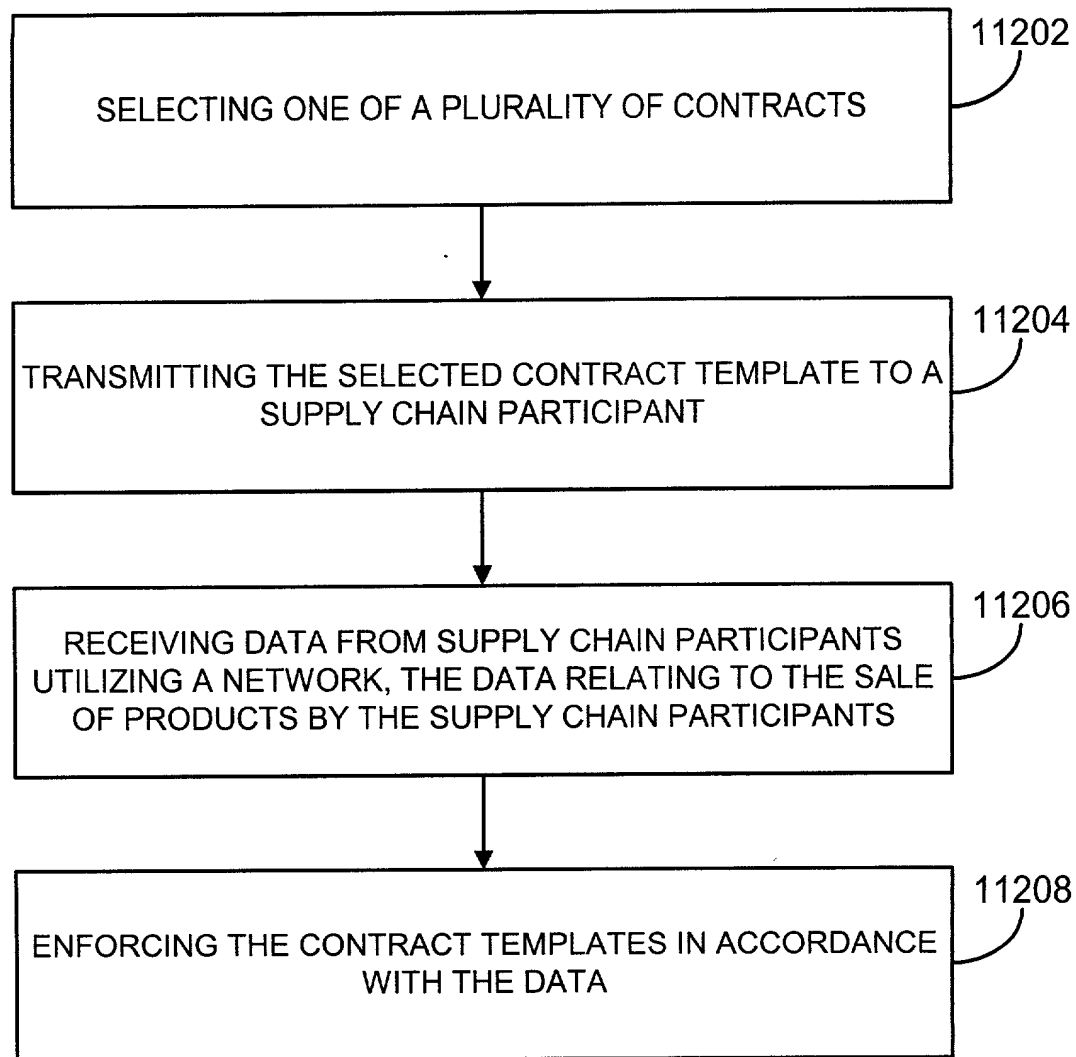 11202
SELECTING ONE OF A PLURALITY OF CONTRACTS
11204
TRANSMITTING THE SELECTED CONTRACT TEMPLATE TO A
SUPPLY CHAIN PARTICIPANT
11206
RECEIVING DATA FROM SUPPLY CHAIN PARTICIPANTS
UTILIZING A NETWORK, THE DATA RELATING TO THE SALE
OF PRODUCTS BY THE SUPPLY CHAIN PARTICIPANTS
11208
ENFORCING THE CONTRACT TEMPLATES IN ACCORDANCE
WITH THE DATA